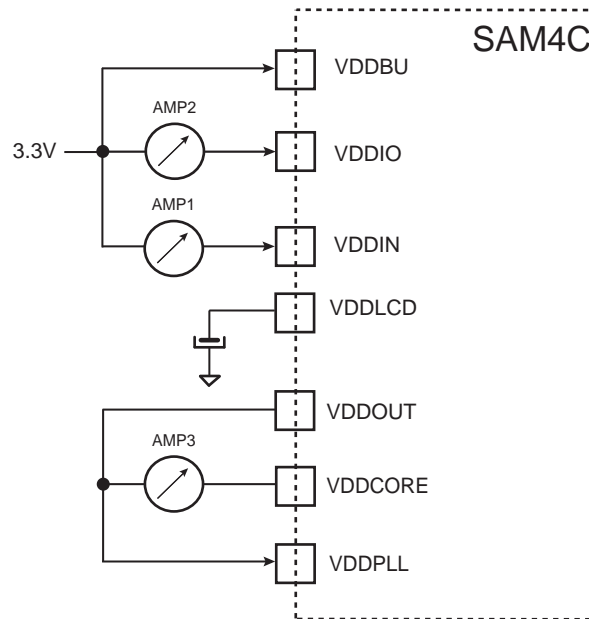 SAM4C
VDDBU
AMP2
3.3V
VDDIO
AMP1
VDDIN
VDDLCD
VDDOUT
AMP3
VDDCORE
VDDPLL